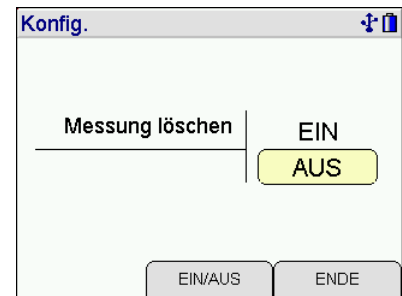 Konfig.
Messung löschen
EIN
AUS
EIN/AUS
ENDE